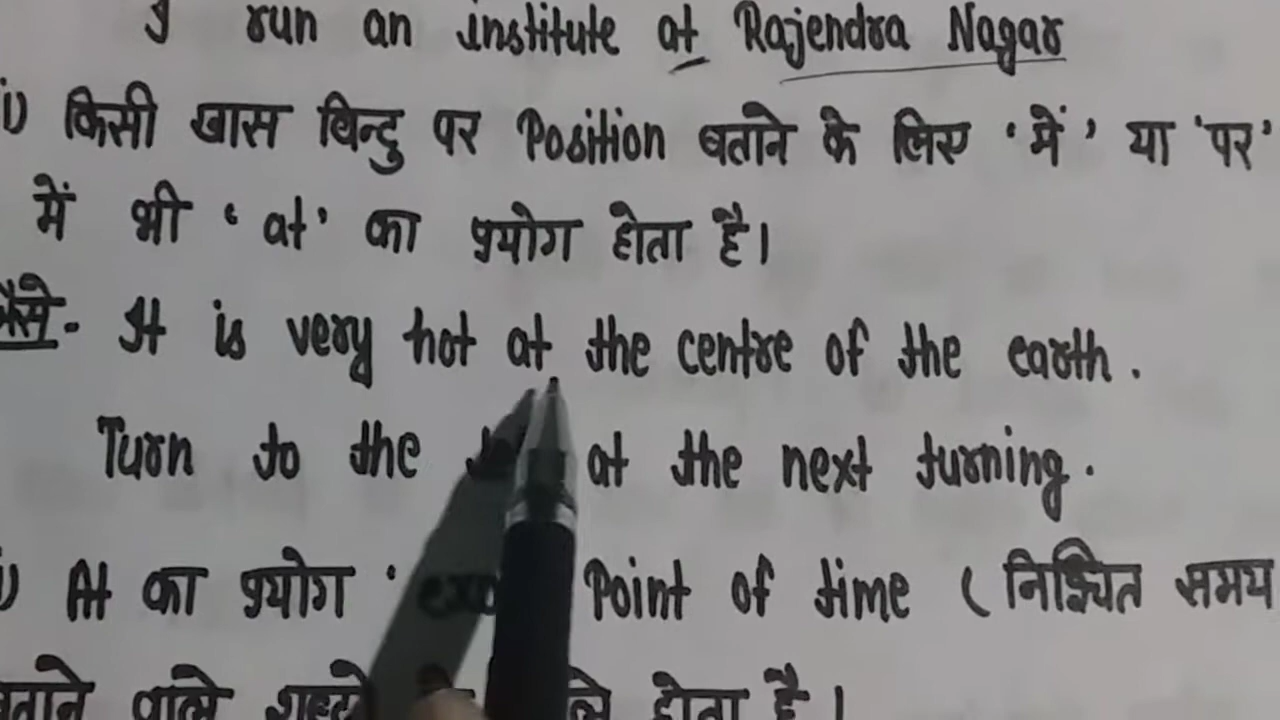 I run an institute at Rajendra Nagar
i) किसी खास बिन्दु पर Position बताने के लिए 'में' या 'पर'
में भी 'at' का प्रयोग होता है।
जैसे- It is very hot at the centre of the earth.
Turn to the at the next turning.
i) At का प्रयोग ' Point of time (निश्चित समय
बताने वाले शब्दो होता है।